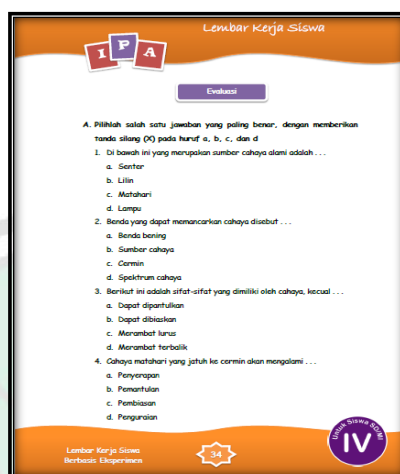 Lembar Kerja Siswa
I P A
Evaluasi
A. Pilihlah salah satu jawaban yang paling benar, dengan memberikan
tanda silang (X) pada huruf a, b, c, dan d
1. Di bawah ini yang merupakan sumber cahaya alami adalah . . .
a. Senter
b. Lilin
c. Matahari
d. Lampu
2. Benda yang dapat memancarkan cahaya disebut . . .
a. Benda bening
b. Sumber cahaya
c. Cermin
d. Spektrum cahaya
3. Berikut ini adalah sifat-sifat yang dimiliki oleh cahaya, kecual . . .
a. Dapat dipantulkan
b. Dapat dibiaskan
c. Merambat lurus
d. Merambat terbalik
4. Cahaya matahari yang jatuh ke cermin akan mengalami . . .
a. Penyerapan
b. Pemantulan
c. Pembiasan
d. Penguraian
Lembar Kerja Siswa
Berbasis Eksperimen
34
Untuk Siswa SD/MI
IV